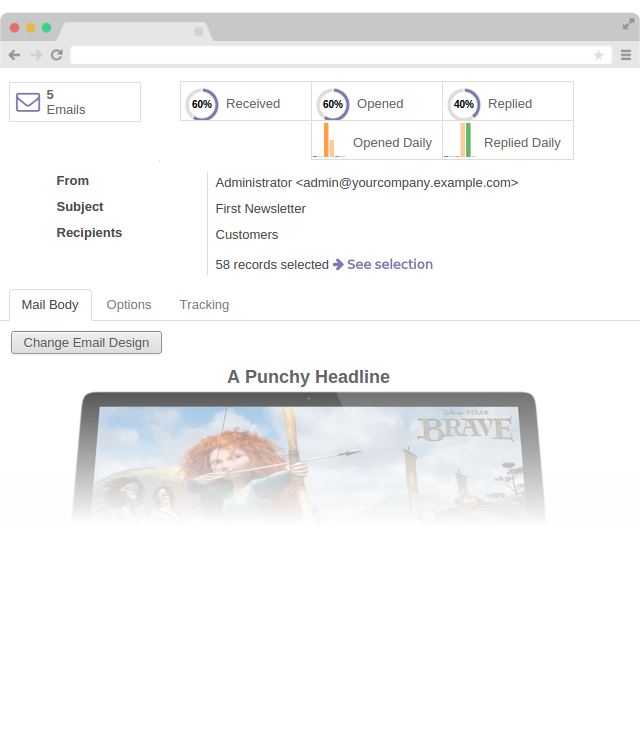 5
Emails
60% Received
60% Opened
40% Replied
Opened Daily
Replied Daily
From Administrator <admin@yourcompany.example.com>
Subject First Newsletter
Recipients Customers
58 records selected See selection
Mail Body Options Tracking
Change Email Design
A Punchy Headline
Disney PIXAR
BRAVE